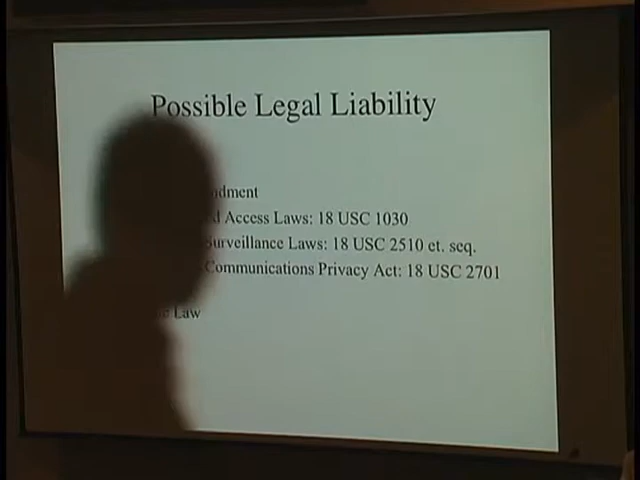 Possible Legal Liability
Access Laws: 18 USC 1030
Surveillance Laws: 18 USC 2510 et. seq.
Communications Privacy Act: 18 USC 2701
Law